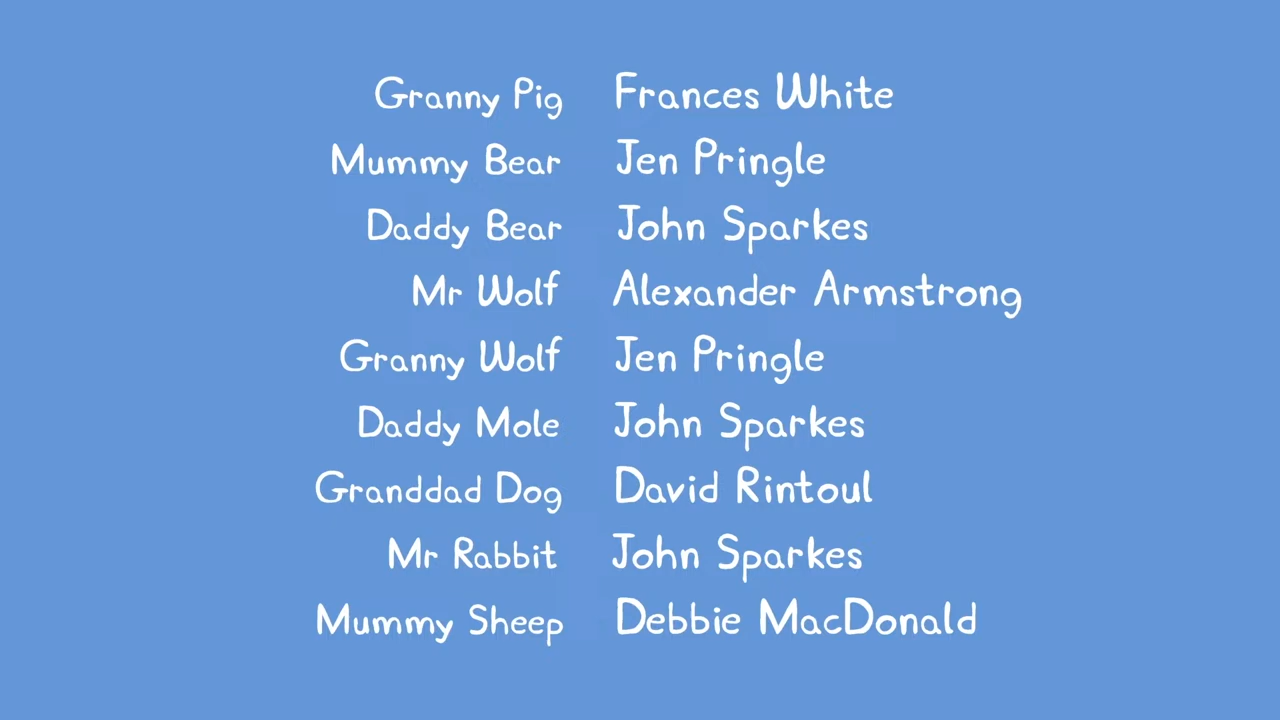 Granny Pig Frances White
Mummy Bear Jen Pringle
Daddy Bear John Sparkes
Mr Wolf Alexander Armstrong
Granny Wolf Jen Pringle
Daddy Mole John Sparkes
Granddad Dog David Rintoul
Mr Rabbit John Sparkes
Mummy Sheep Debbie MacDonald